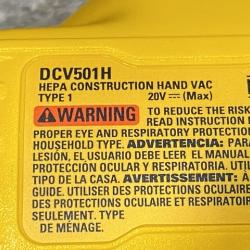 DCV501H
HEPA CONSTRUCTION HAND VAC
TYPE 1 20V ⎓ (Max)
WARNING TO REDUCE THE RISK
READ INSTRUCTION
PROPER EYE AND RESPIRATORY PROTECTION
HOUSEHOLD TYPE. ADVERTENCIA: PARA
LESIÓN, EL USUARIO DEBE LEER EL MANUAL
PROTECCIÓN OCULAR Y RESPIRATORIA.
TIPO DE LA CASA. AVERTISSEMENT: À
GUIDE. UTILISER DES PROTECTIONS OCULAIRES
DES PROTECTIONS OCULAIRES ET RESPIRATOIRES
SEULEMENT. TYPE
DE MÉNAGE.